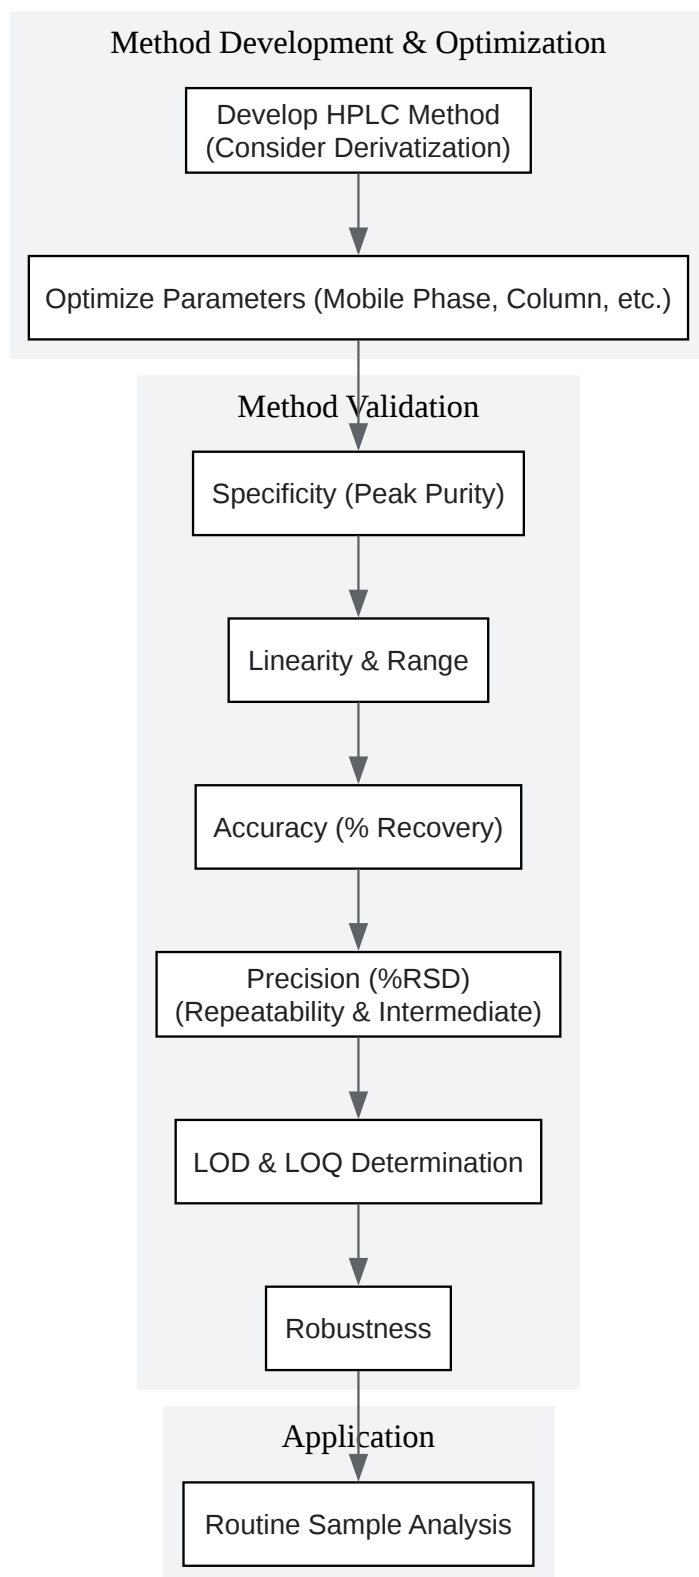 Method Development & Optimization
Develop HPLC Method
(Consider Derivatization)
Optimize Parameters (Mobile Phase, Column, etc.)
Method Validation
Specificity (Peak Purity)
Linearity & Range
Accuracy (% Recovery)
Precision (%RSD)
(Repeatability & Intermediate)
LOD & LOQ Determination
Robustness
Application
Routine Sample Analysis